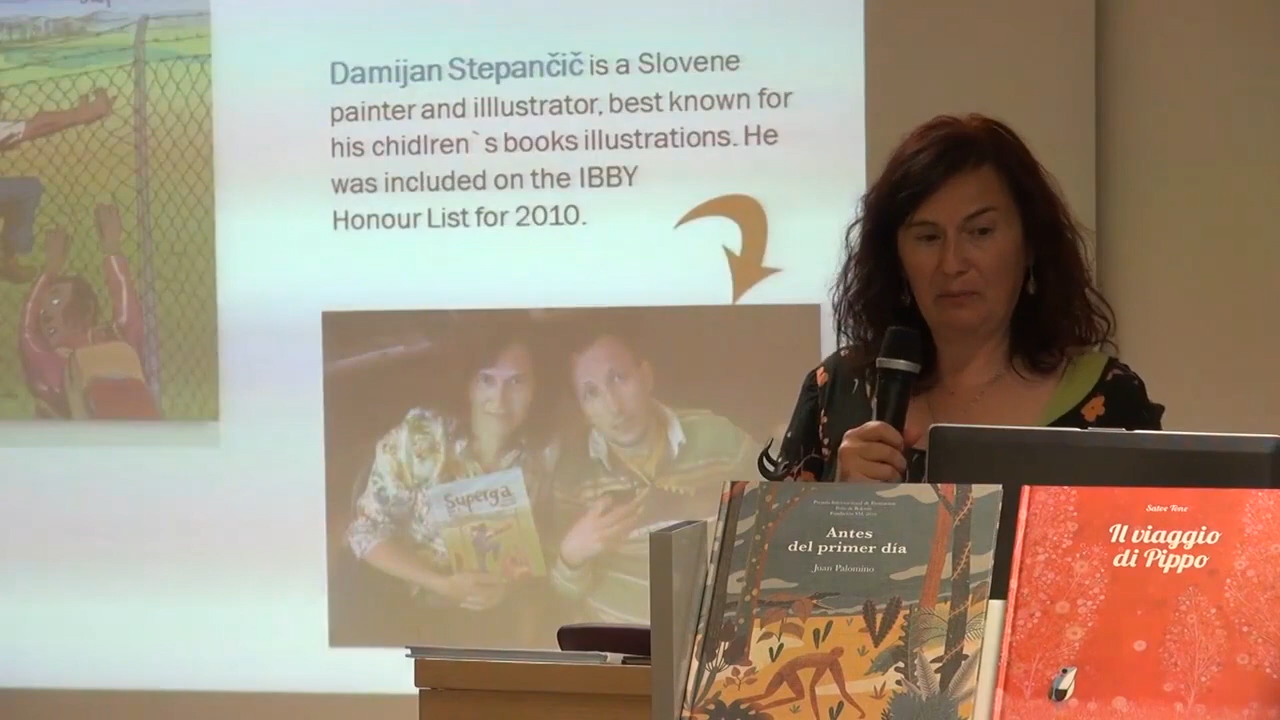 Damijan Stepančič is a Slovene
painter and illlustrator, best known for
his chidlren`s books illustrations. He
was included on the IBBY
Honour List for 2010.
Superga
Antes
del primer día
Juan Palomino
Satoe Tone
Il viaggio
di Pippo